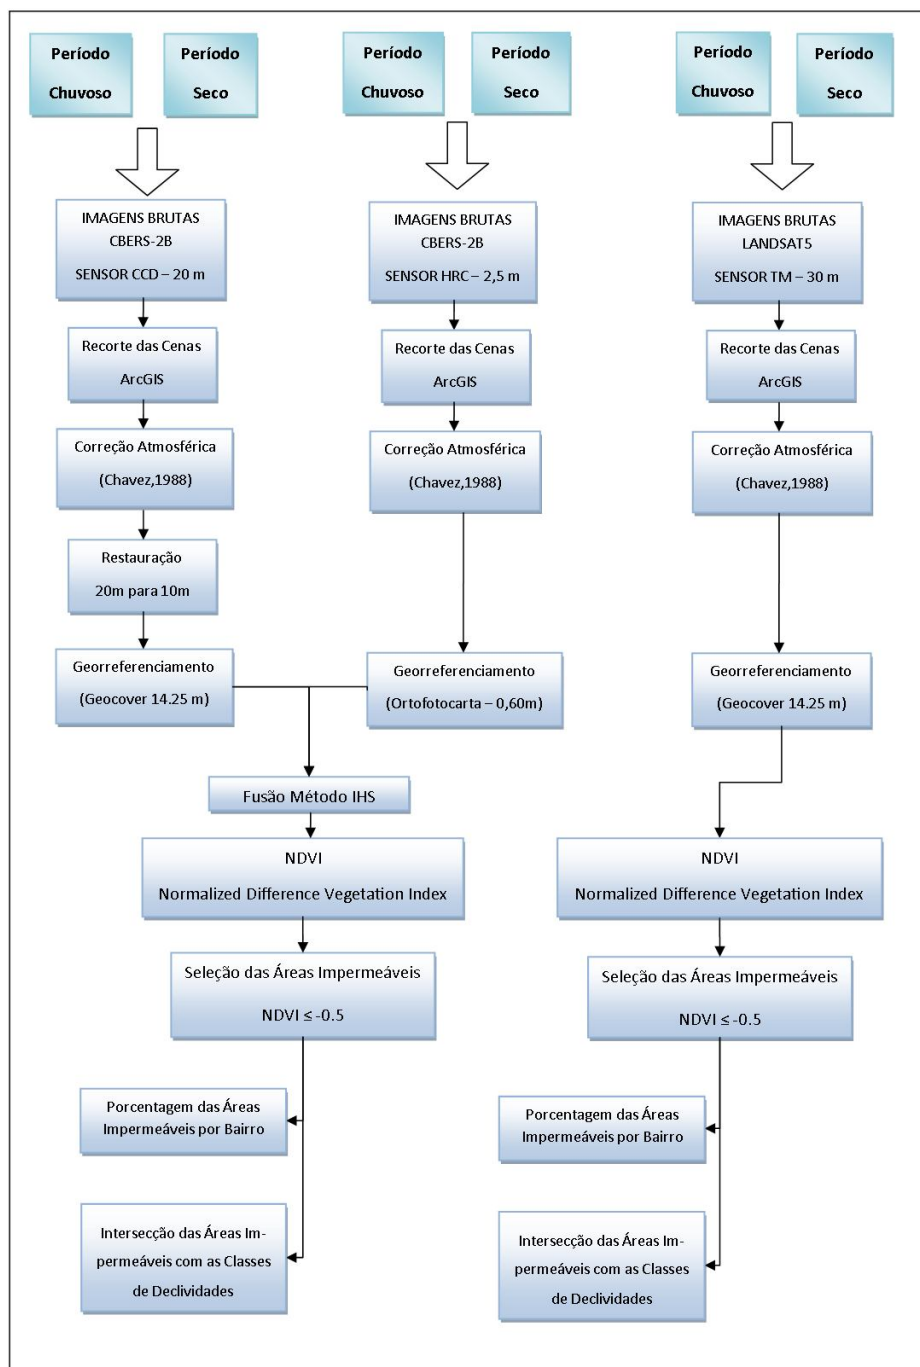 Período
Chuvoso
Período
Seco
Período
Chuvoso
Período
Seco
Período
Chuvoso
Período
Seco
IMAGENS BRUTAS
CBERS-2B
SENSOR CCD – 20 m
IMAGENS BRUTAS
CBERS-2B
SENSOR HRC – 2,5 m
IMAGENS BRUTAS
LANDSAT5
SENSOR TM – 30 m
Recorte das Cenas
ArcGIS
Recorte das Cenas
ArcGIS
Recorte das Cenas
ArcGIS
Correção Atmosférica
(Chavez,1988)
Correção Atmosférica
(Chavez,1988)
Correção Atmosférica
(Chavez,1988)
Restauração
20m para 10m
Georreferenciamento
(Geocover 14.25 m)
Georreferenciamento
(Ortofotocarta – 0,60m)
Georreferenciamento
(Geocover 14.25 m)
Fusão Método IHS
NDVI
Normalized Difference Vegetation Index
NDVI
Normalized Difference Vegetation Index
Seleção das Áreas Impermeáveis
NDVI ≤ -0.5
Seleção das Áreas Impermeáveis
NDVI ≤ -0.5
Porcentagem das Áreas
Impermeáveis por Bairro
Porcentagem das Áreas
Impermeáveis por Bairro
Intersecção das Áreas Im-
permeáveis com as Classes
de Declividades
Intersecção das Áreas Im-
permeáveis com as Classes
de Declividades